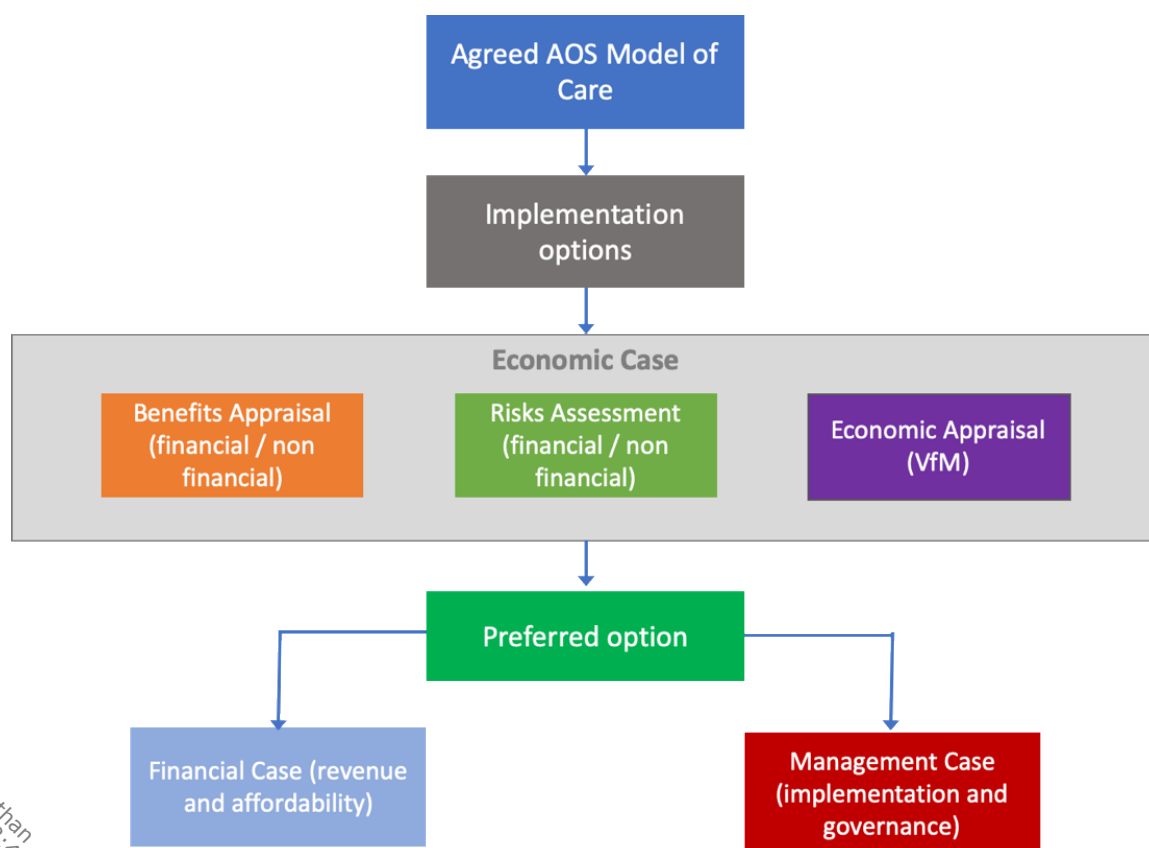 Agreed AOS Model of
Care
Implementation
options
Economic Case
Benefits Appraisal
(financial / non
financial)
Risks Assessment
(financial / non
financial)
Economic Appraisal
(VfM)
Preferred option
Financial Case (revenue
and affordability)
Management Case
(implementation and
governance)